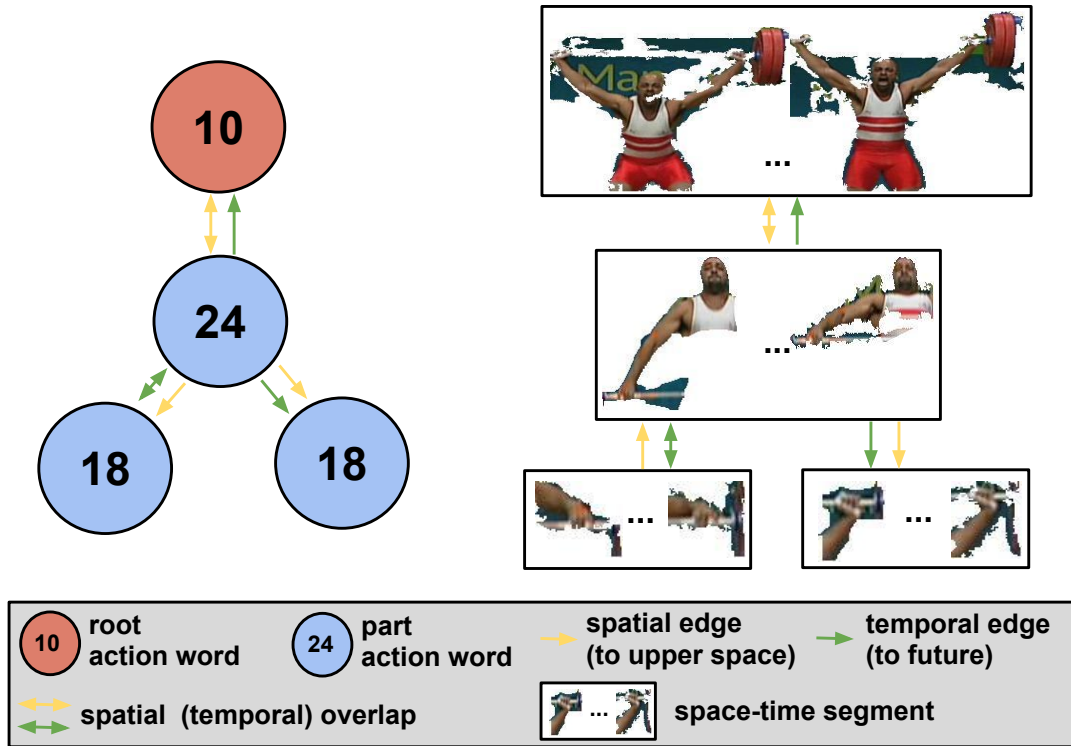 10
24
18
18
Mar
...
...
...
...
10
root
action word
24
part
action word
spatial edge
(to upper space)
temporal edge
(to future)
spatial (temporal) overlap
...
space-time segment